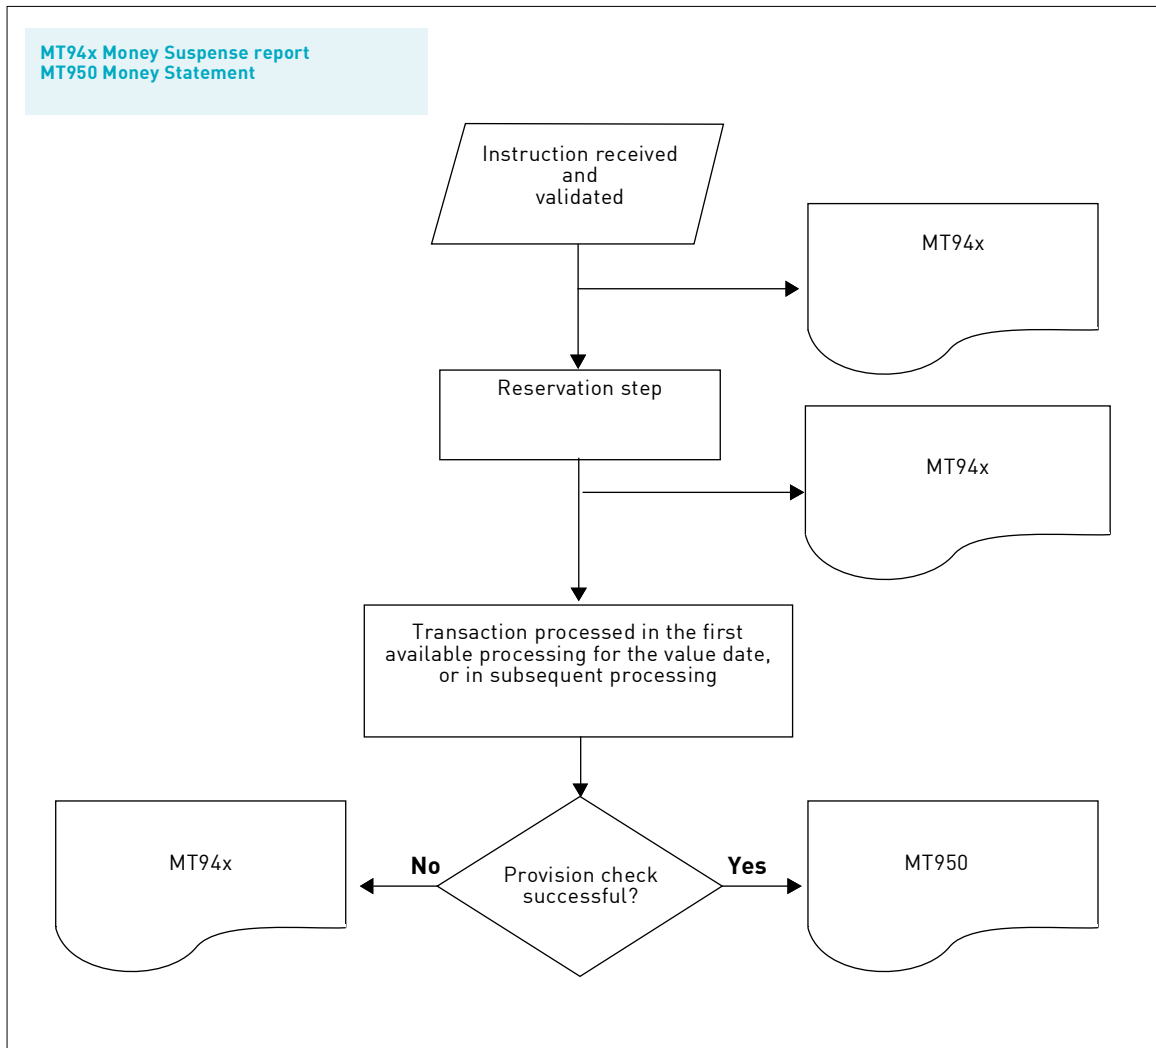 MT94x Money Suspense report
MT950 Money Statement
Instruction received
and
validated
MT94x
Reservation step
MT94x
Transaction processed in the first
available processing for the value date,
or in subsequent processing
MT94x
No
Provision check
successful?
Yes
MT950